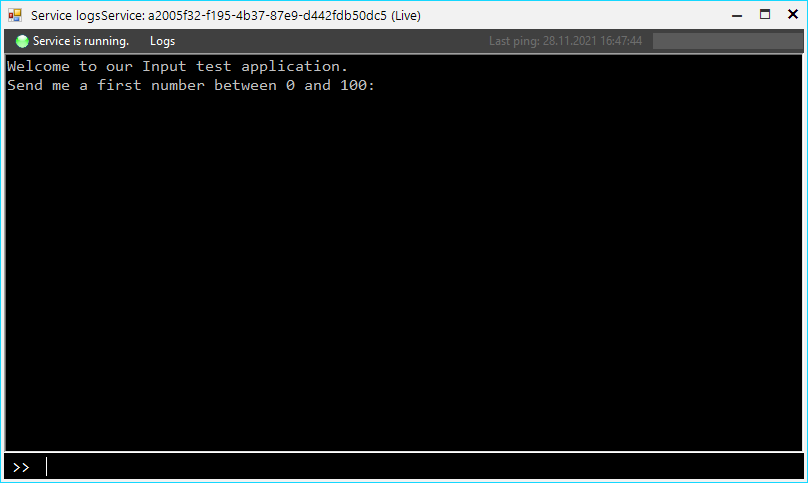 Service logsService: a2005f32-f195-4b37-87e9-d442fdb50dc5 (Live)
Service is running. Logs Last ping: 28.11.2021 16:47:44
Welcome to our Input test application.
Send me a first number between 0 and 100:
>>